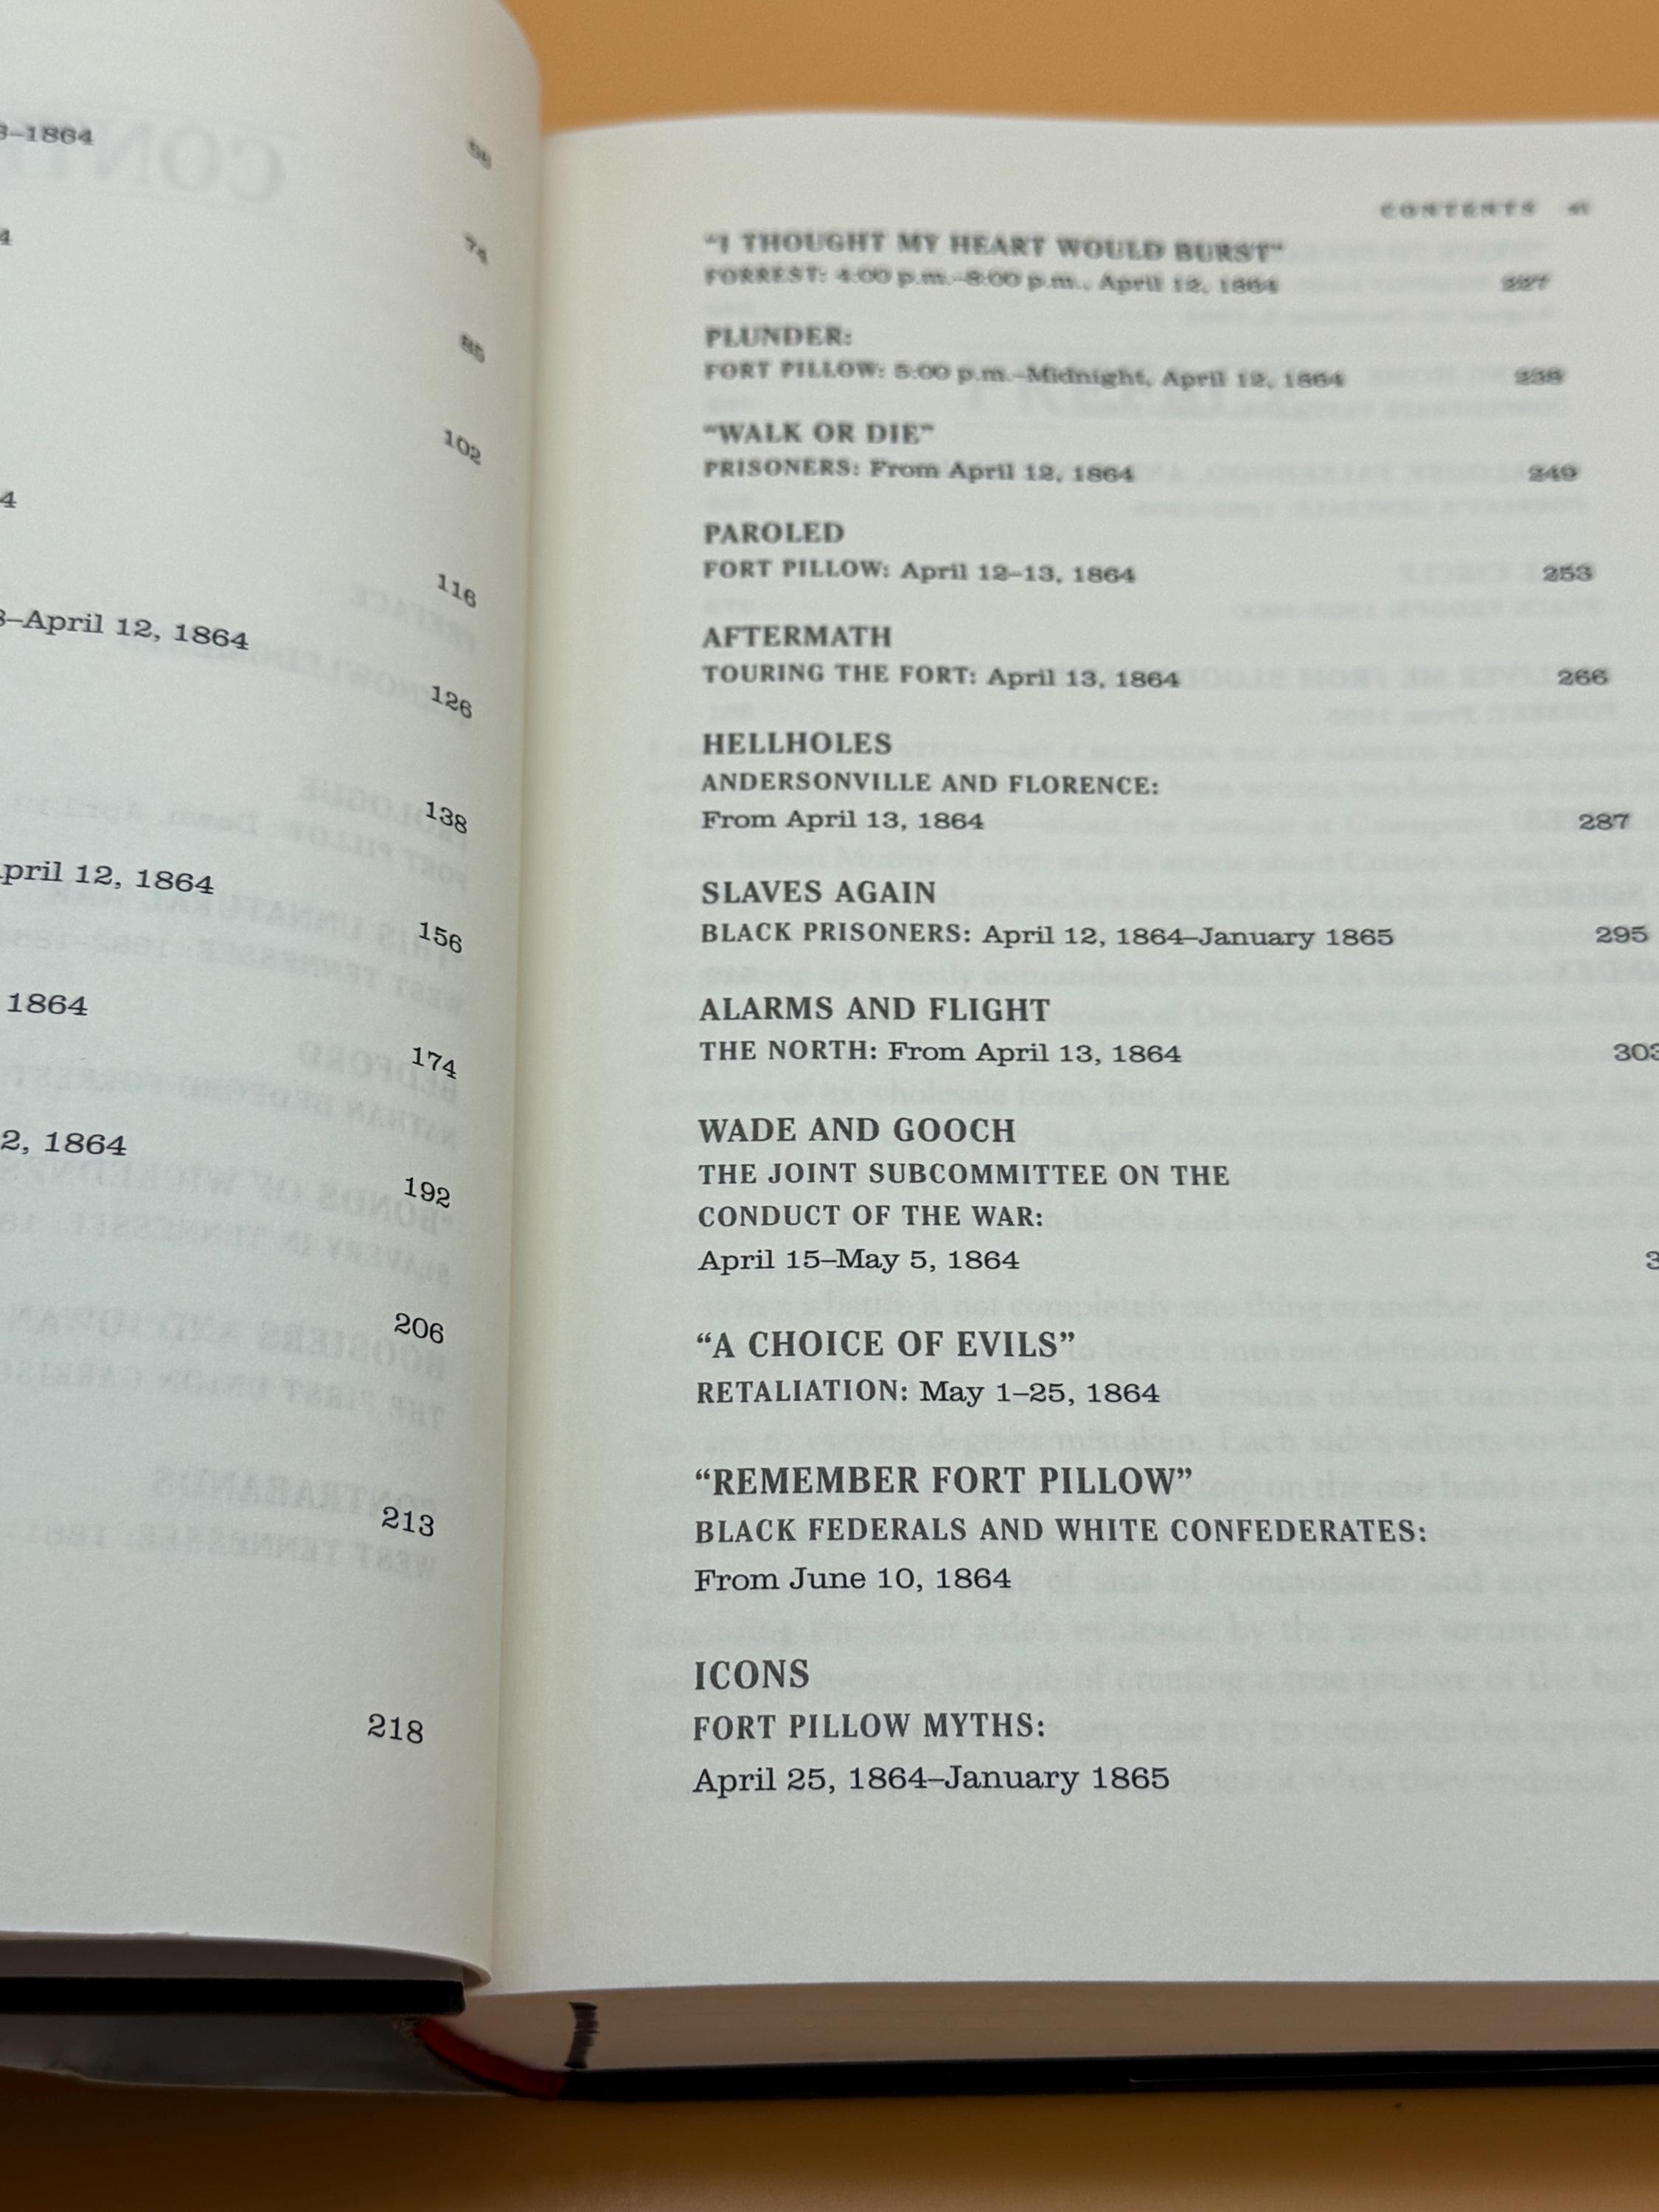 3–1864
59
4
74
85
102
4
116
3–April 12, 1864
126
138
pril 12, 1864
156
1864
174
2, 1864
192
206
213
218
CONTENTS
"I THOUGHT MY HEART WOULD BURST"
FORREST: 4:00 p.m.–8:00 p.m., April 12, 1864 227
PLUNDER:
FORT PILLOW: 5:00 p.m.–Midnight, April 12, 1864 238
"WALK OR DIE"
PRISONERS: From April 12, 1864 249
PAROLED
FORT PILLOW: April 12–13, 1864 253
AFTERMATH
TOURING THE FORT: April 13, 1864 266
HELLHOLES
ANDERSONVILLE AND FLORENCE:
From April 13, 1864 287
SLAVES AGAIN
BLACK PRISONERS: April 12, 1864–January 1865 295
ALARMS AND FLIGHT
THE NORTH: From April 13, 1864 303
WADE AND GOOCH
THE JOINT SUBCOMMITTEE ON THE
CONDUCT OF THE WAR:
April 15–May 5, 1864 3
"A CHOICE OF EVILS"
RETALIATION: May 1–25, 1864
"REMEMBER FORT PILLOW"
BLACK FEDERALS AND WHITE CONFEDERATES:
From June 10, 1864
ICONS
FORT PILLOW MYTHS:
April 25, 1864–January 1865